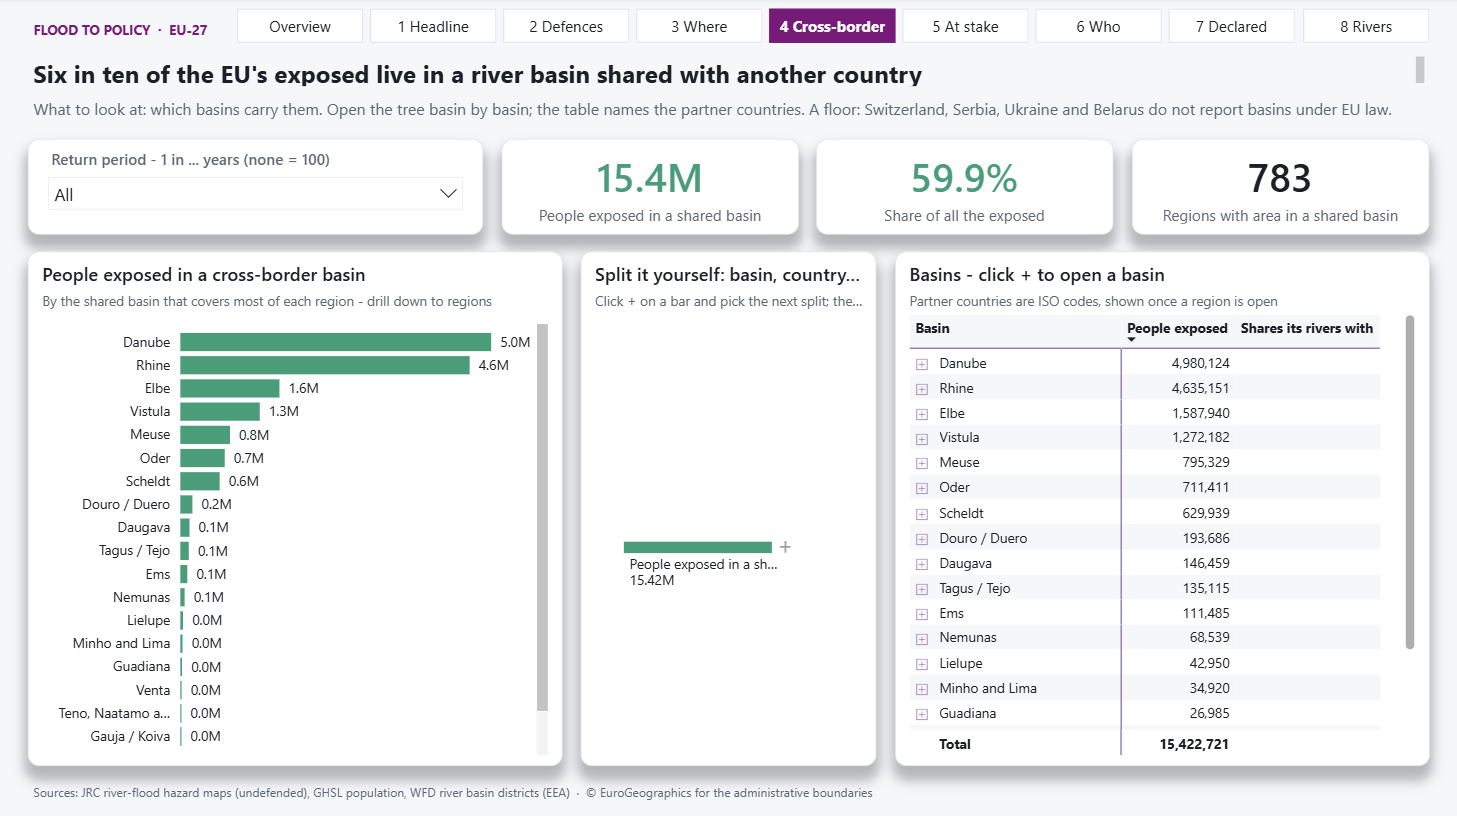 FLOOD TO POLICY · EU-27
Overview
1 Headline
2 Defences
3 Where
4 Cross-border
5 At stake
6 Who
7 Declared
8 Rivers
Six in ten of the EU's exposed live in a river basin shared with another country
What to look at: which basins carry them. Open the tree basin by basin; the table names the partner countries. A floor: Switzerland, Serbia, Ukraine and Belarus do not report basins under EU law.
Return period - 1 in ... years (none = 100)
All
15.4M
People exposed in a shared basin
59.9%
Share of all the exposed
783
Regions with area in a shared basin
People exposed in a cross-border basin
By the shared basin that covers most of each region - drill down to regions
Danube 5.0M
Rhine 4.6M
Elbe 1.6M
Vistula 1.3M
Meuse 0.8M
Oder 0.7M
Scheldt 0.6M
Douro / Duero 0.2M
Daugava 0.1M
Tagus / Tejo 0.1M
Ems 0.1M
Nemunas 0.1M
Lielupe 0.0M
Minho and Lima 0.0M
Guadiana 0.0M
Venta 0.0M
Teno, Naatamo a... 0.0M
Gauja / Koiva 0.0M
Split it yourself: basin, country...
Click + on a bar and pick the next split; the...
People exposed in a sh...
15.42M
Basins - click + to open a basin
Partner countries are ISO codes, shown once a region is open
Basin People exposed Shares its rivers with
Danube 4,980,124
Rhine 4,635,151
Elbe 1,587,940
Vistula 1,272,182
Meuse 795,329
Oder 711,411
Scheldt 629,939
Douro / Duero 193,686
Daugava 146,459
Tagus / Tejo 135,115
Ems 111,485
Nemunas 68,539
Lielupe 42,950
Minho and Lima 34,920
Guadiana 26,985
Total 15,422,721
Sources: JRC river-flood hazard maps (undefended), GHSL population, WFD river basin districts (EEA) · © EuroGeographics for the administrative boundaries